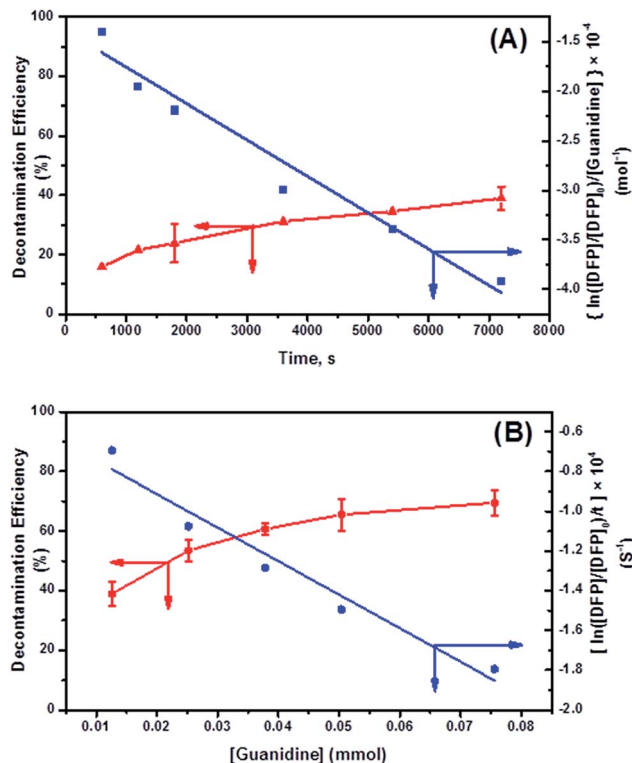 (A)
Decontamination Efficiency
(%)
100
80
60
40
20
0
0 1000 2000 3000 4000 5000 6000 7000 8000
Time, s
-1.5
-2.0
-2.5
-3.0
-3.5
-4.0
{ ln([DFP]/[DFP]₀)/[Guanidine] } × 10⁻⁴
(mol⁻¹)
(B)
Decontamination Efficiency
(%)
100
80
60
40
20
0
0.01 0.02 0.03 0.04 0.05 0.06 0.07 0.08
[Guanidine] (mmol)
-0.6
-0.8
-1.0
-1.2
-1.4
-1.6
-1.8
-2.0
[ ln([DFP]/[DFP]₀)/t ] × 10⁴
(S⁻¹)